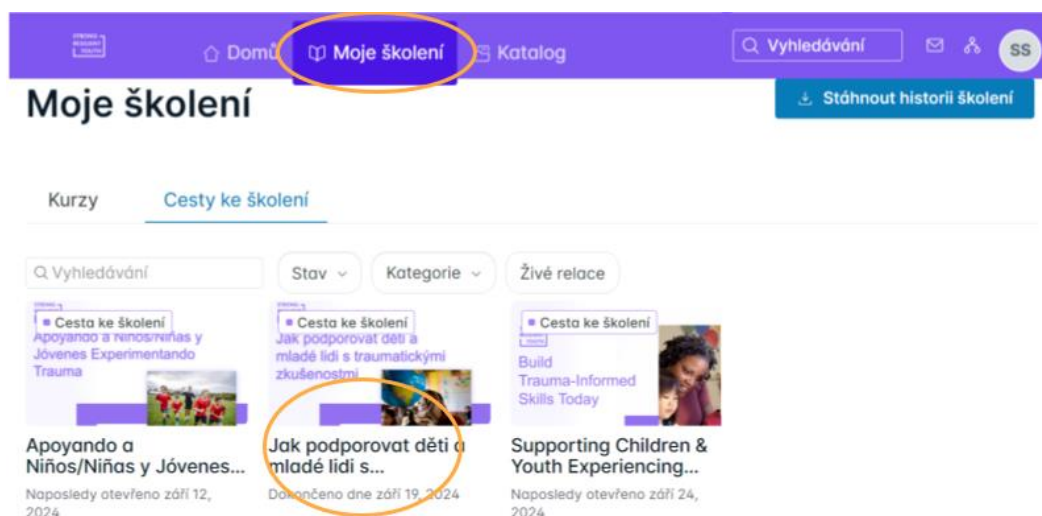 STRONG
RESILIENT
YOUTH
Domů
Moje školení
Katalog
Vyhledávání
SS
Moje školení
Stáhnout historii školení
Kurzy
Cesty ke školení
Vyhledávání
Stav
Kategorie
Živé relace
Cesta ke školení
Apoyando a Niños/Niñas y
Jóvenes Experimentando
Trauma
Apoyando a
Niños/Niñas y Jóvenes...
Naposledy otevřeno září 12,
2024
Cesta ke školení
Jak podporovat děti a
mladé lidi s traumatickými
zkušenostmi
Jak podporovat děti a
mladé lidi s...
Dokončeno dne září 19, 2024
Cesta ke školení
Build
Trauma-Informed
Skills Today
Supporting Children &
Youth Experiencing...
Naposledy otevřeno září 24,
2024